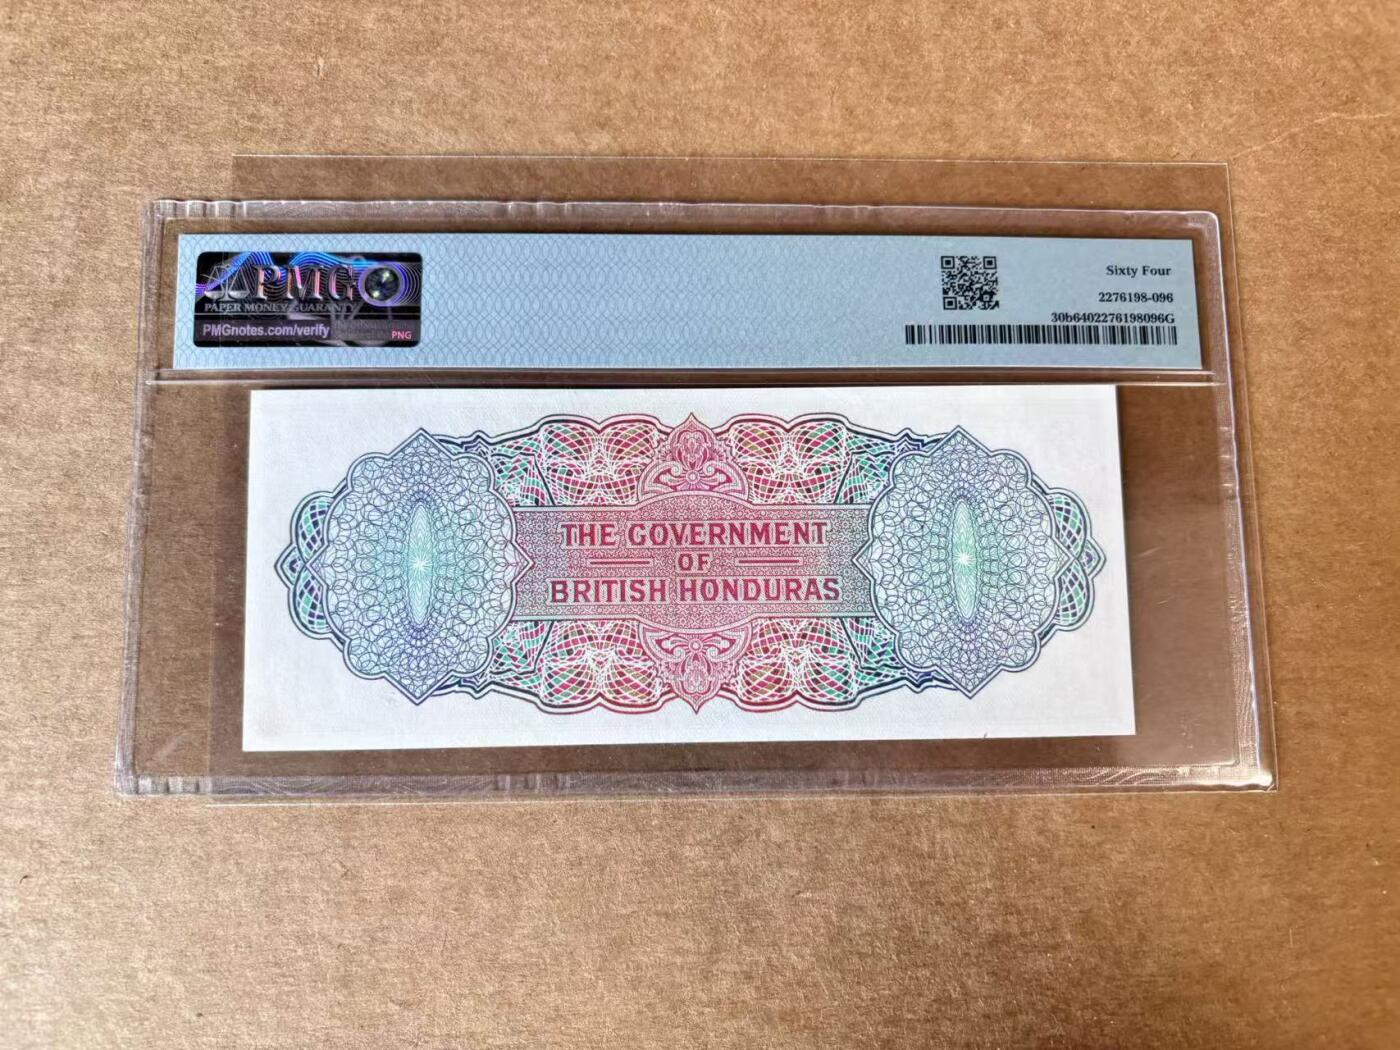 PMG
PAPER MONEY GUARANTY
PMGnotes.com/verify
PNG
Sixty Four
2276198-096
30b6402276198096G
THE GOVERNMENT
OF
BRITISH HONDURAS